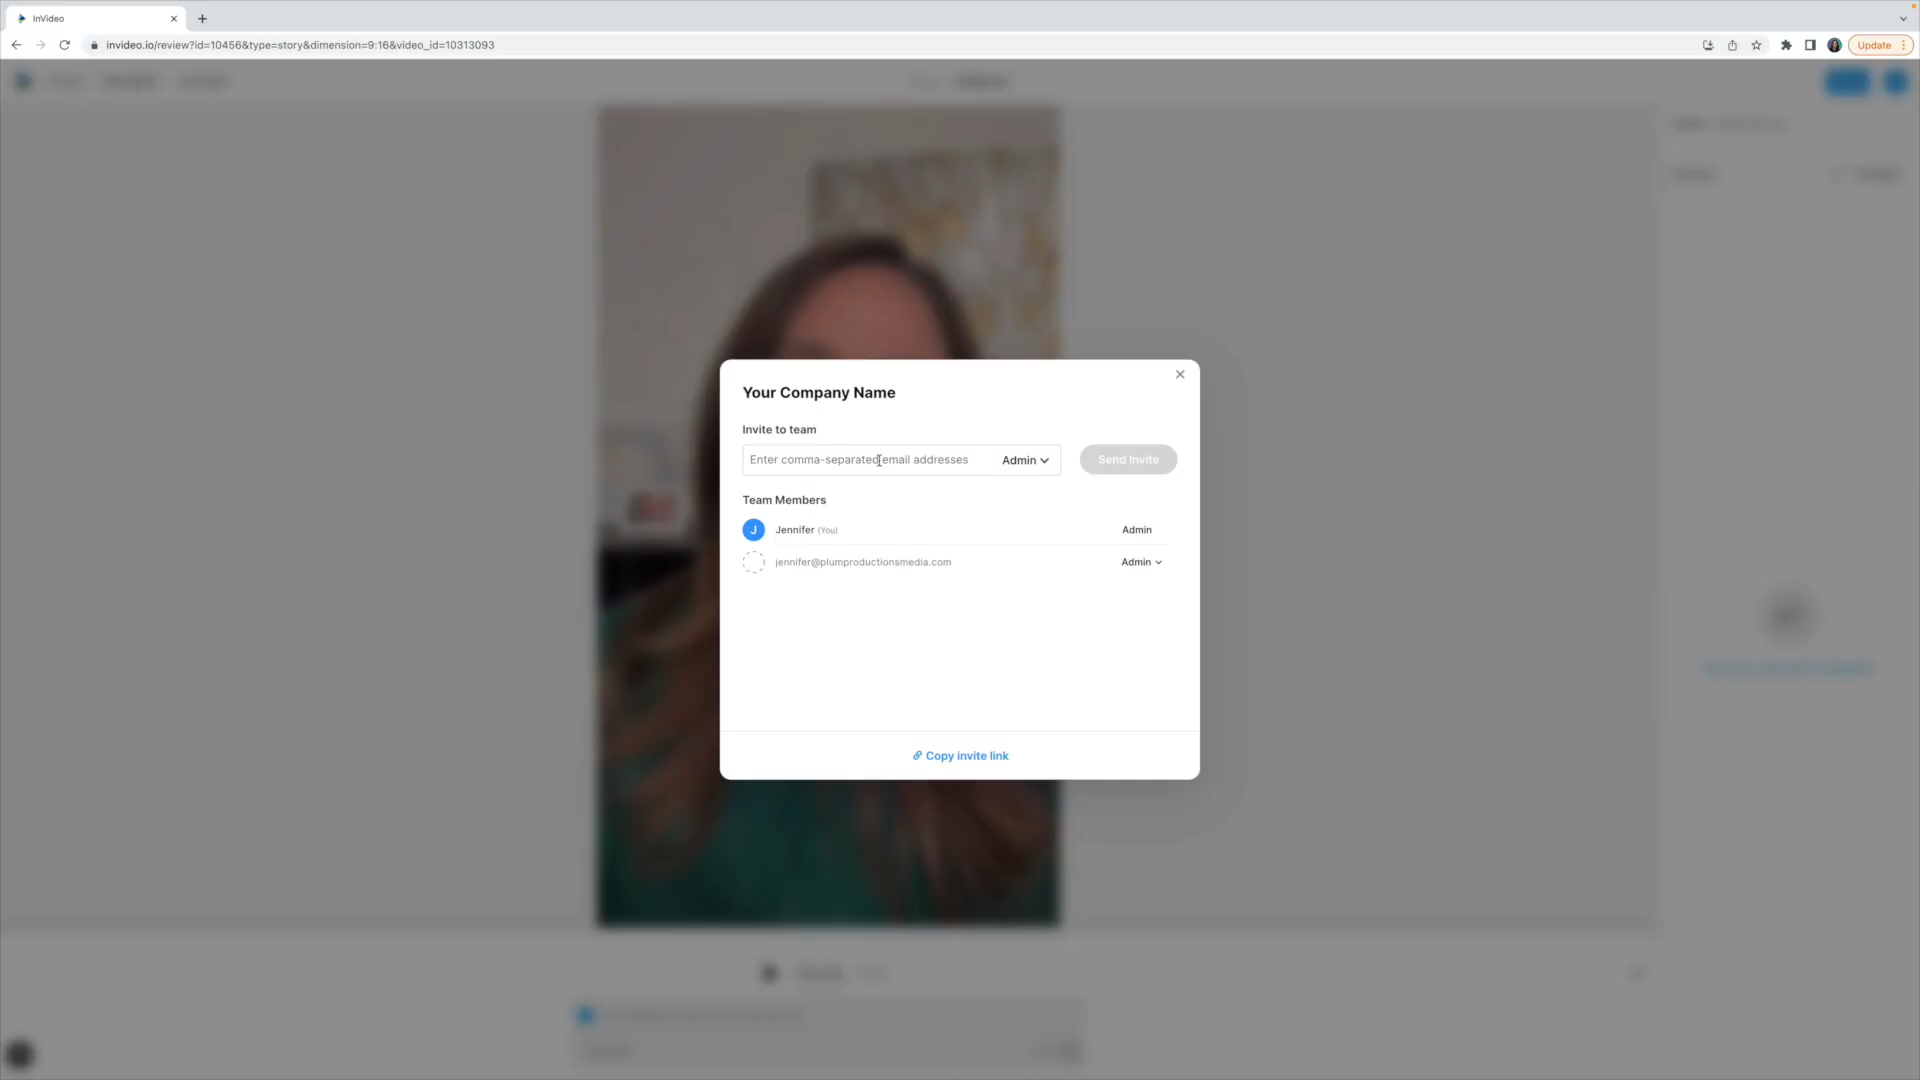 InVideo
invideo.io/review?id=10456&type=story&dimension=9:16&video_id=10313093
Update
Your Company Name
Invite to team
Enter comma-separated email addresses
Admin
Send Invite
Team Members
J
Jennifer (You)
Admin
jennifer@plumproductionsmedia.com
Admin
Copy invite link